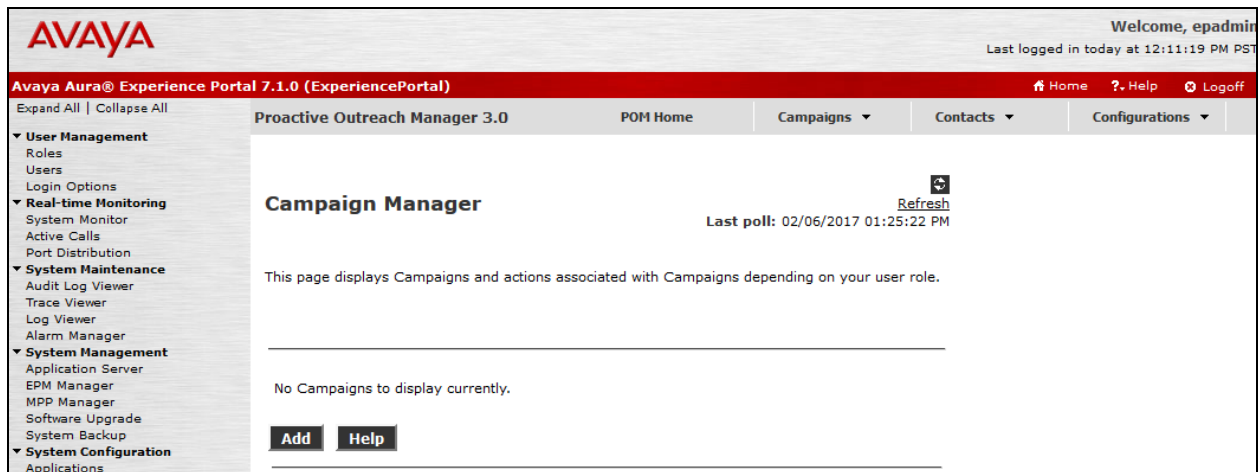 AVAYA
Welcome, epadmin
Last logged in today at 12:11:19 PM PST
Avaya Aura® Experience Portal 7.1.0 (ExperiencePortal)
Home ? Help Logoff
Expand All | Collapse All
User Management
Roles
Users
Login Options
Real-time Monitoring
System Monitor
Active Calls
Port Distribution
System Maintenance
Audit Log Viewer
Trace Viewer
Log Viewer
Alarm Manager
System Management
Application Server
EPM Manager
MPP Manager
Software Upgrade
System Backup
System Configuration
Applications
Proactive Outreach Manager 3.0 POM Home Campaigns Contacts Configurations
Campaign Manager
Refresh
Last poll: 02/06/2017 01:25:22 PM
This page displays Campaigns and actions associated with Campaigns depending on your user role.
No Campaigns to display currently.
Add Help